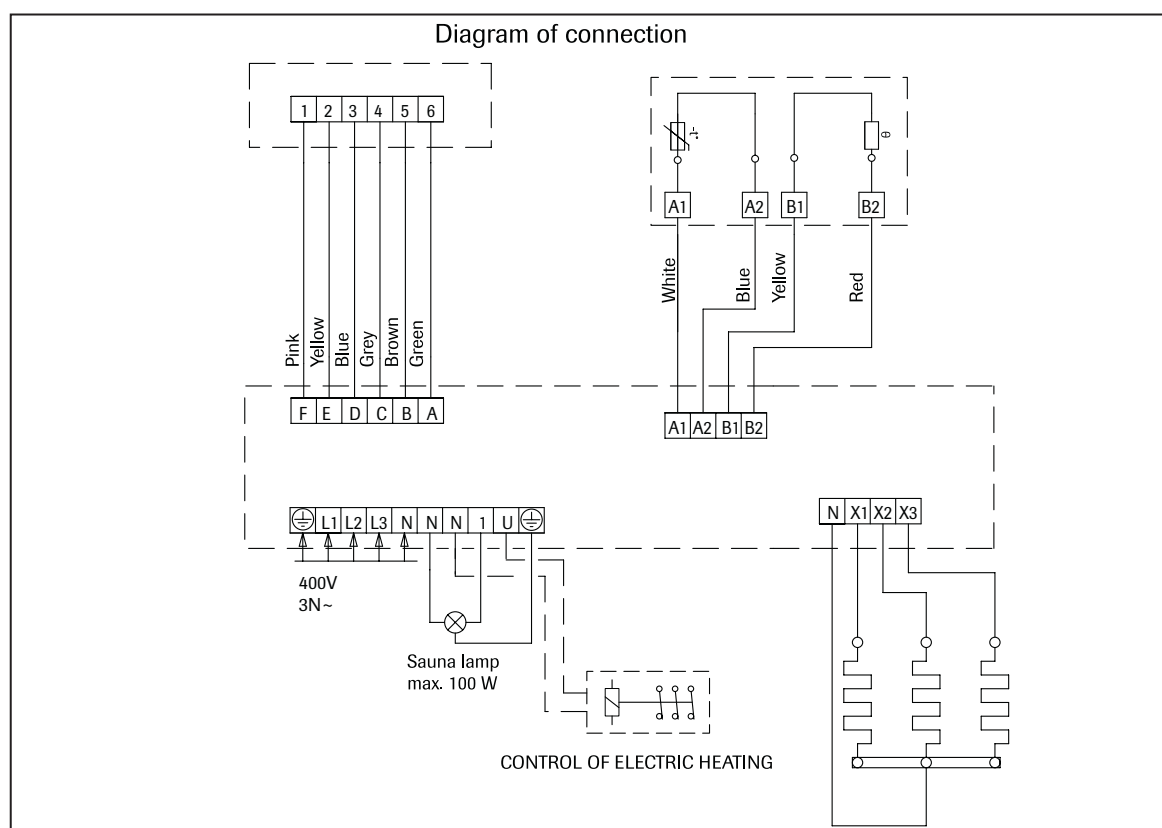 Diagram of connection
1 2 3 4 5 6
-t° θ
A1 A2 B1 B2
White Blue Yellow Red
Pink Yellow Blue Grey Brown Green
F E D C B A
A1 A2 B1 B2
L1 L2 L3 N N N 1 U
N X1 X2 X3
400V
3N~
Sauna lamp
max. 100 W
CONTROL OF ELECTRIC HEATING